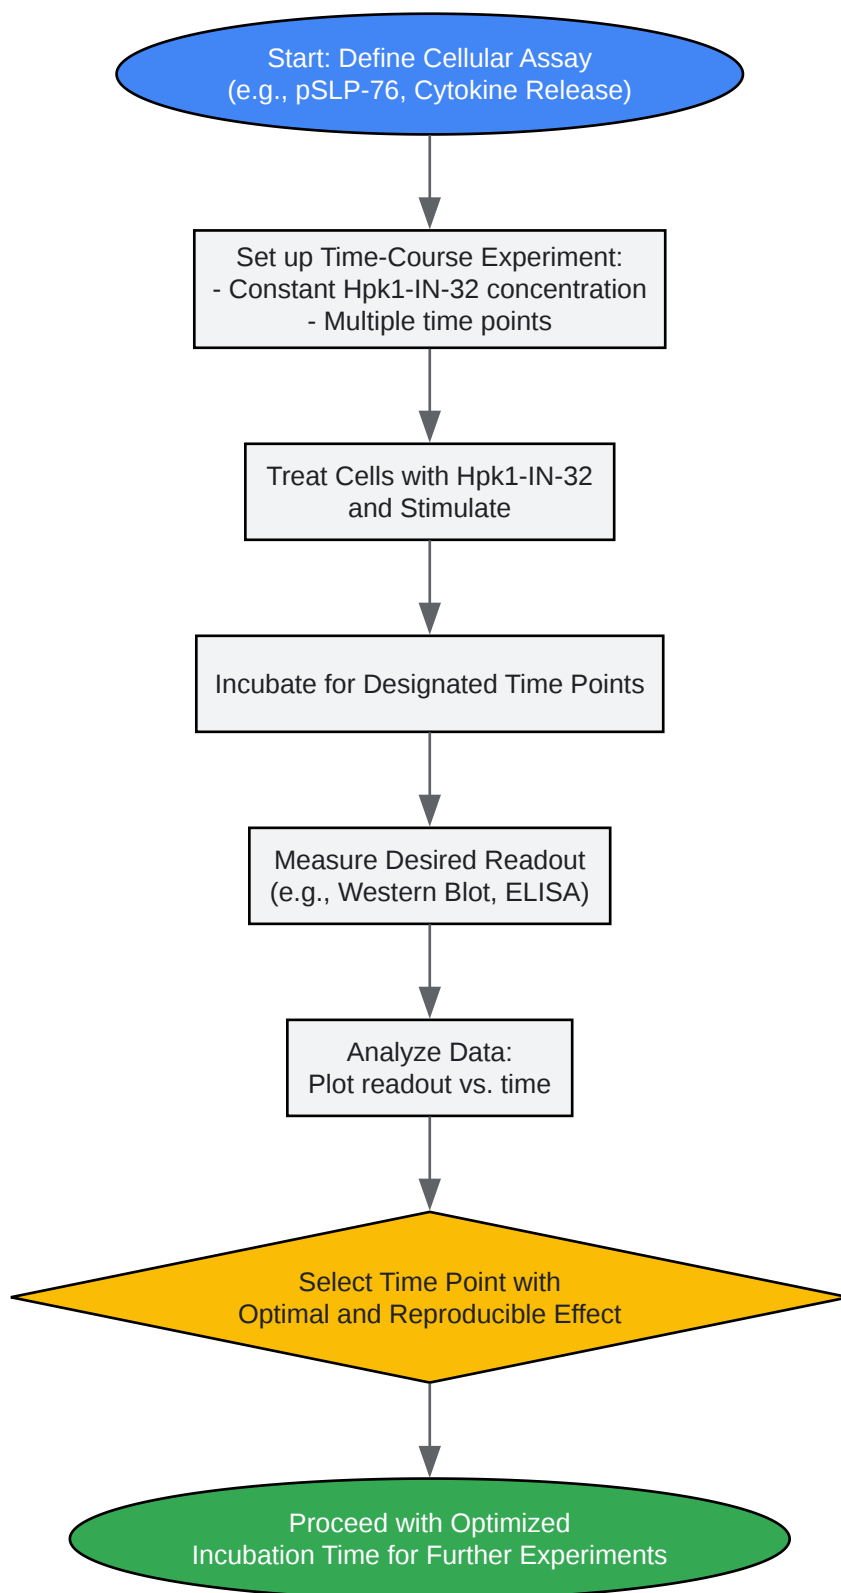 Start: Define Cellular Assay
(e.g., pSLP-76, Cytokine Release)
Set up Time-Course Experiment:
- Constant Hpk1-IN-32 concentration
- Multiple time points
Treat Cells with Hpk1-IN-32
and Stimulate
Incubate for Designated Time Points
Measure Desired Readout
(e.g., Western Blot, ELISA)
Analyze Data:
Plot readout vs. time
Select Time Point with
Optimal and Reproducible Effect
Proceed with Optimized
Incubation Time for Further Experiments